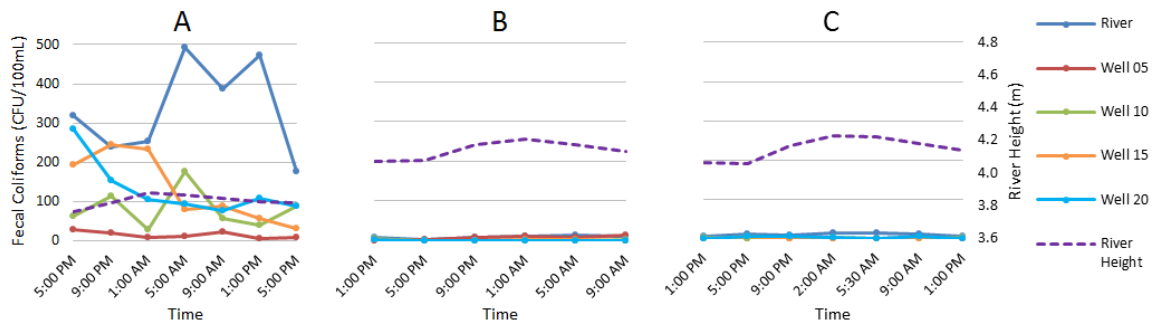 A
B
C
Fecal Coliforms (CFU/100mL)
500
400
300
200
100
0
5:00 PM
9:00 PM
1:00 AM
5:00 AM
9:00 AM
1:00 PM
5:00 PM
Time
1:00 PM
5:00 PM
9:00 PM
1:00 AM
5:00 AM
9:00 AM
Time
1:00 PM
5:00 PM
9:00 PM
2:00 AM
5:30 AM
9:00 AM
1:00 PM
Time
4.8
4.6
4.4
4.2
4.0
3.8
3.6
River Height (m)
River
Well 05
Well 10
Well 15
Well 20
River
Height